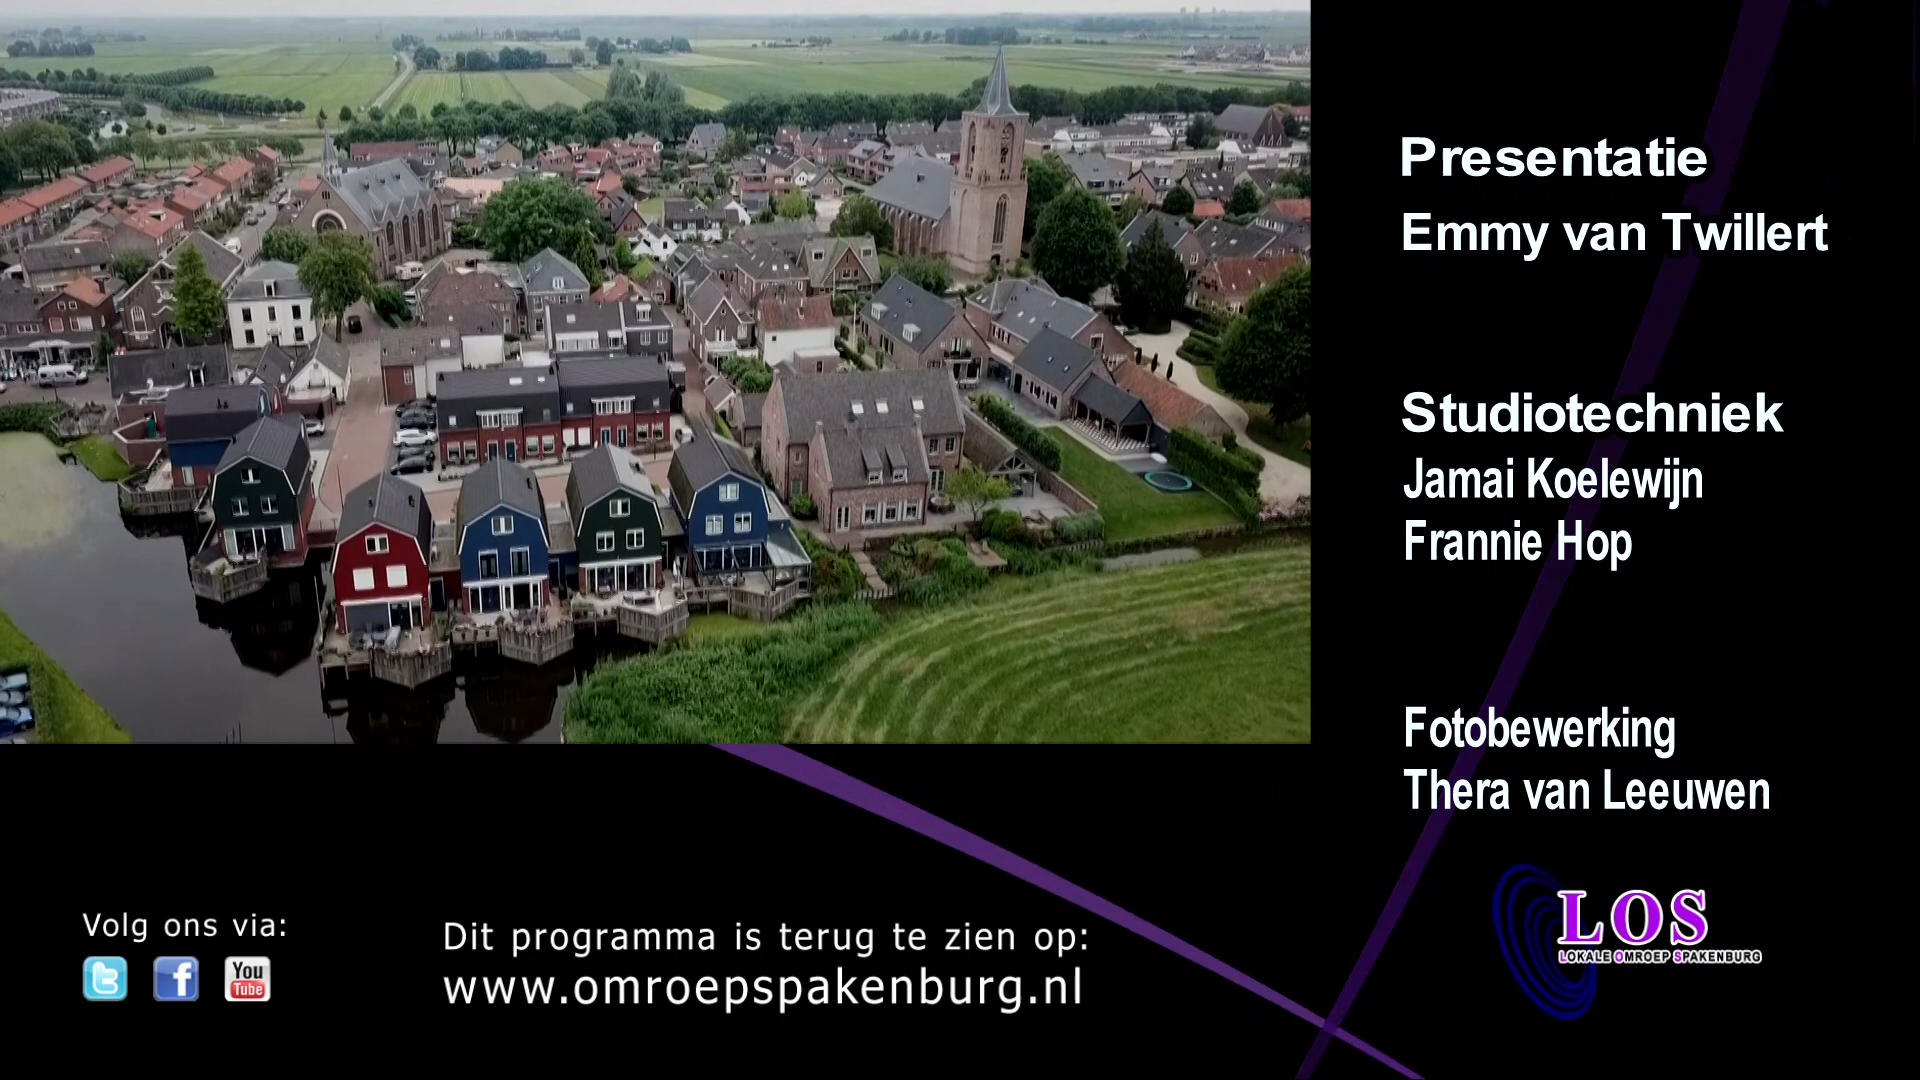 Presentatie
Emmy van Twillert
Studiotechniek
Jamai Koelewijn
Frannie Hop
Fotobewerking
Thera van Leeuwen
LOS
LOKALE OMROEP SPAKENBURG
Volg ons via:
You
Tube
Dit programma is terug te zien op:
www.omroepspakenburg.nl